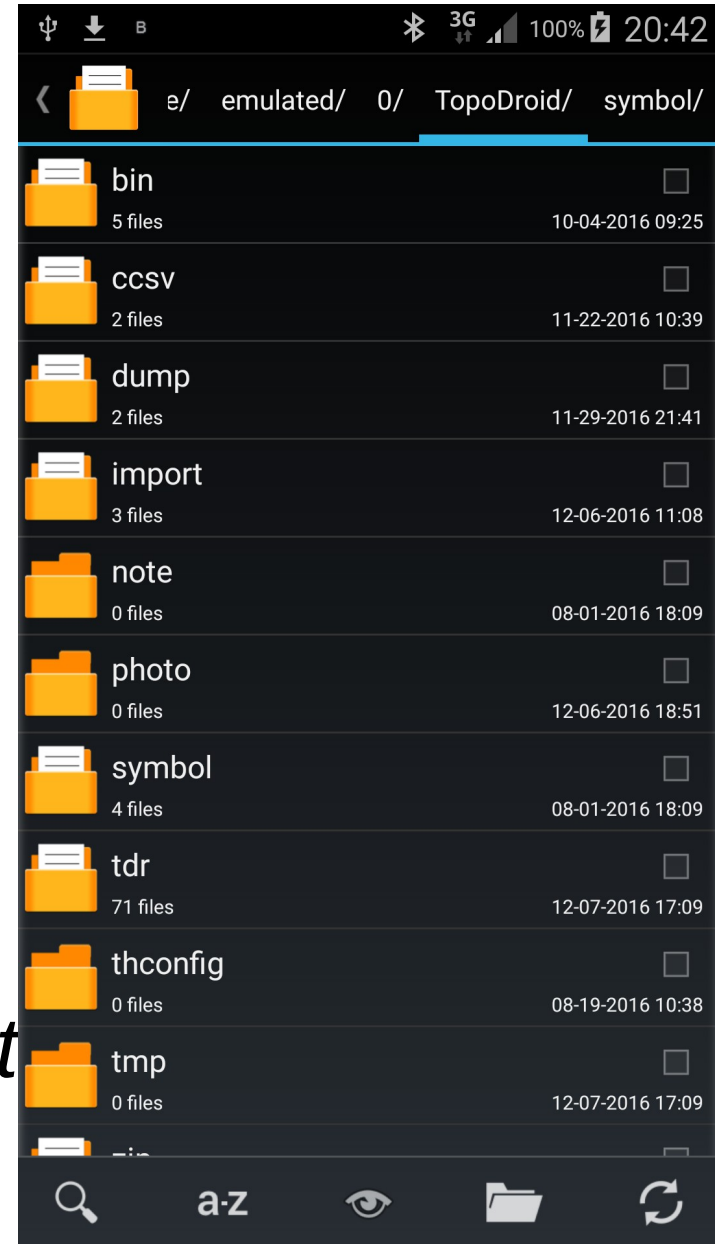 B 3G 100% 20:42
e/ emulated/ 0/ TopoDroid/ symbol/
bin
5 files 10-04-2016 09:25
ccsv
2 files 11-22-2016 10:39
dump
2 files 11-29-2016 21:41
import
3 files 12-06-2016 11:08
note
0 files 08-01-2016 18:09
photo
0 files 12-06-2016 18:51
symbol
4 files 08-01-2016 18:09
tdr
71 files 12-07-2016 17:09
thconfig
0 files 08-19-2016 10:38
t
tmp
0 files 12-07-2016 17:09
a-z